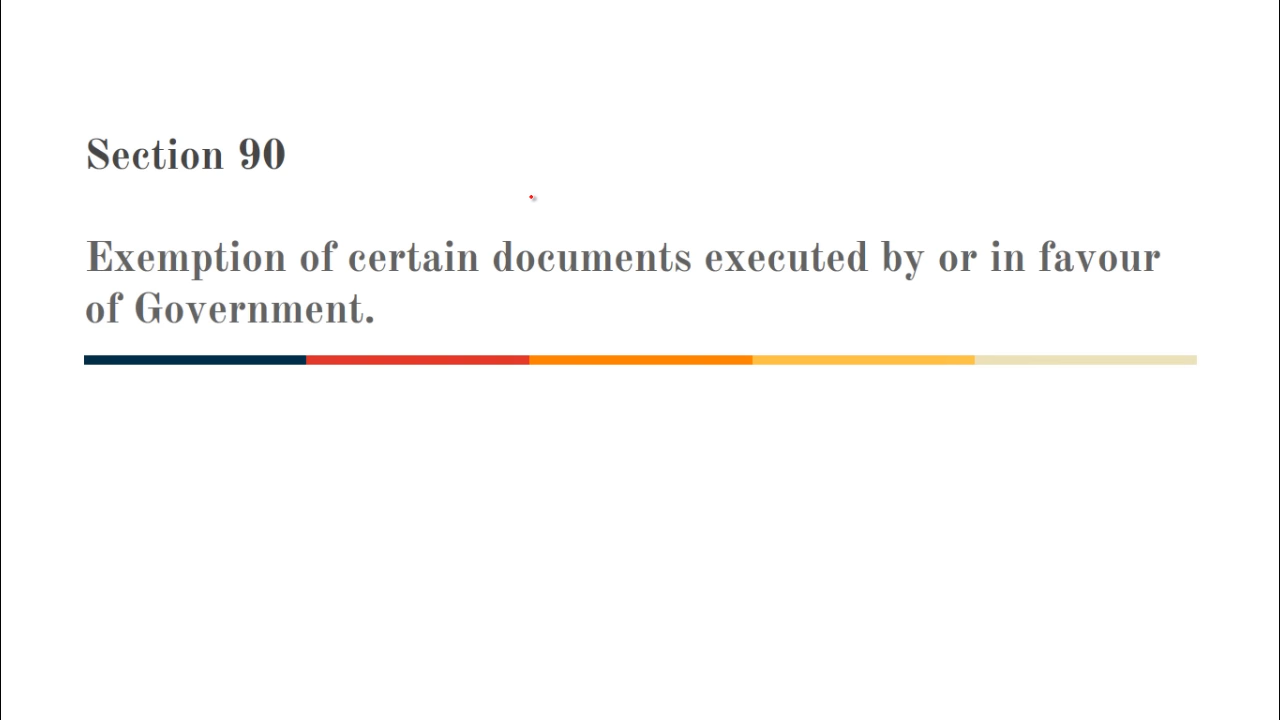 Section 90
Exemption of certain documents executed by or in favour
of Government.